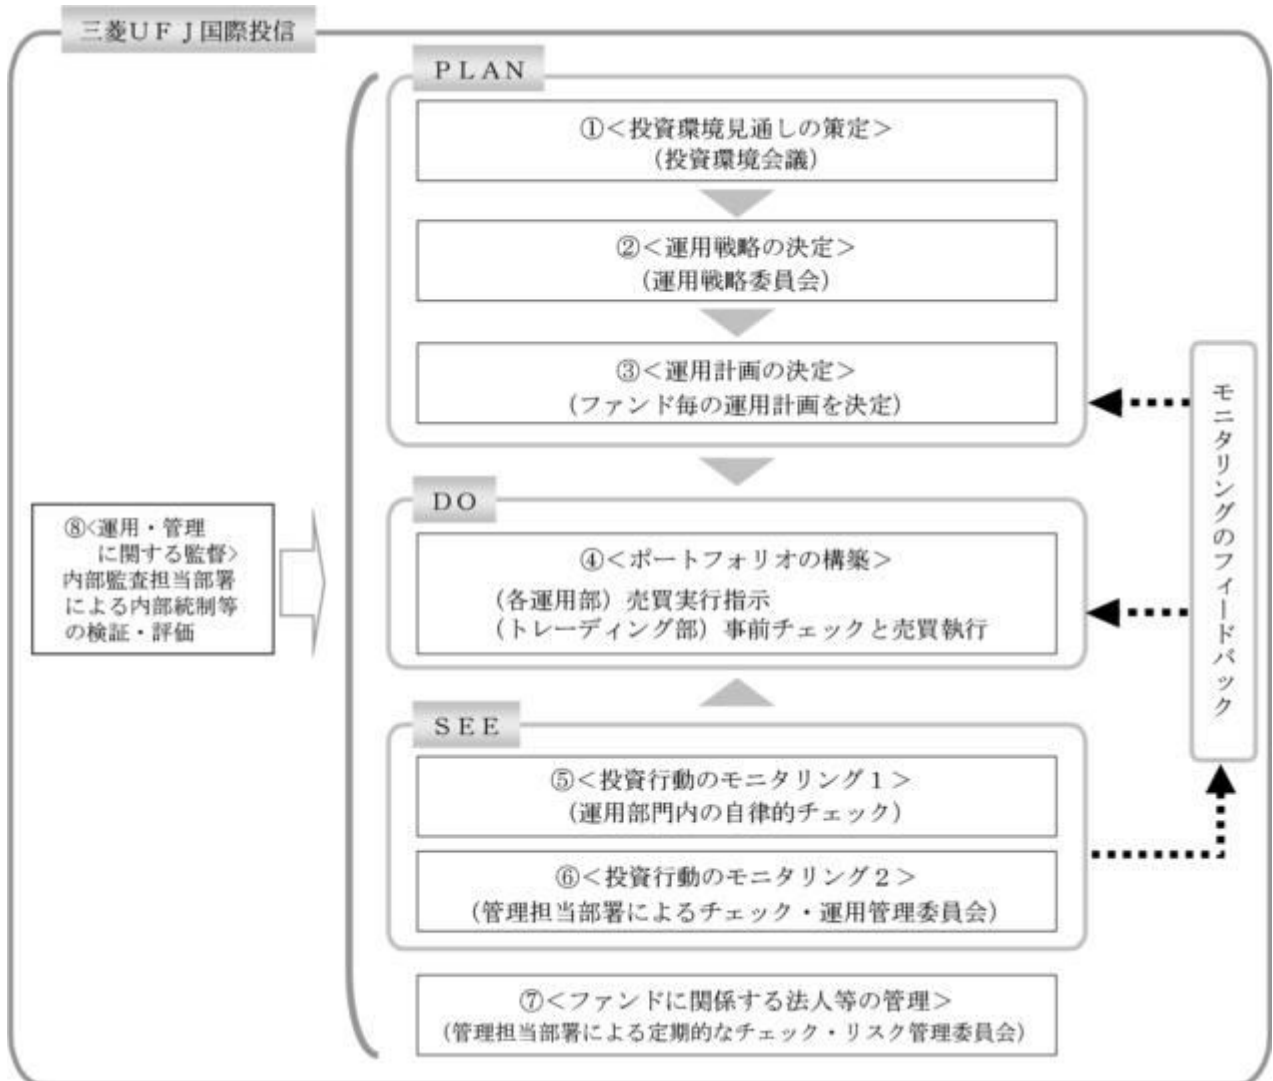 三菱ＵＦＪ国際投信
ＰＬＡＮ
①＜投資環境見通しの策定＞
（投資環境会議）
②＜運用戦略の決定＞
（運用戦略委員会）
③＜運用計画の決定＞
（ファンド毎の運用計画を決定）
ＤＯ
④＜ポートフォリオの構築＞
（各運用部）売買実行指示
（トレーディング部）事前チェックと売買執行
ＳＥＥ
⑤＜投資行動のモニタリング１＞
（運用部門内の自律的チェック）
⑥＜投資行動のモニタリング２＞
（管理担当部署によるチェック・運用管理委員会）
⑦＜ファンドに関係する法人等の管理＞
（管理担当部署による定期的なチェック・リスク管理委員会）
⑧<運用・管理
に関する監督>
内部監査担当部署
による内部統制等
の検証・評価
モニタリングのフィードバック